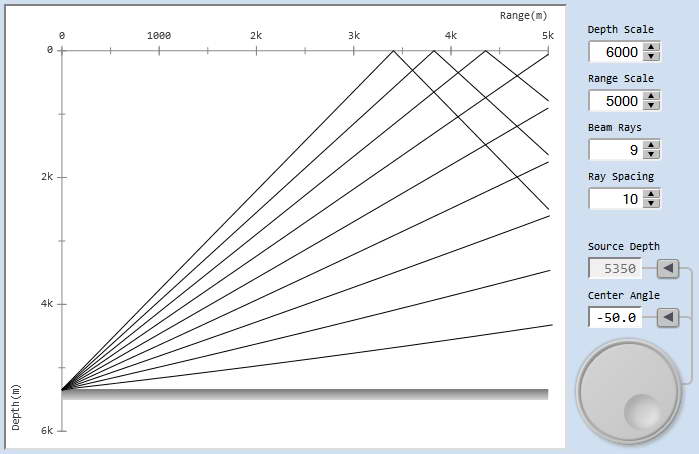 Range(m)
0 1000 2k 3k 4k 5k
0
2k
4k
6k
Depth(m)
Depth Scale
6000
Range Scale
5000
Beam Rays
9
Ray Spacing
10
Source Depth
5350
Center Angle
-50.0